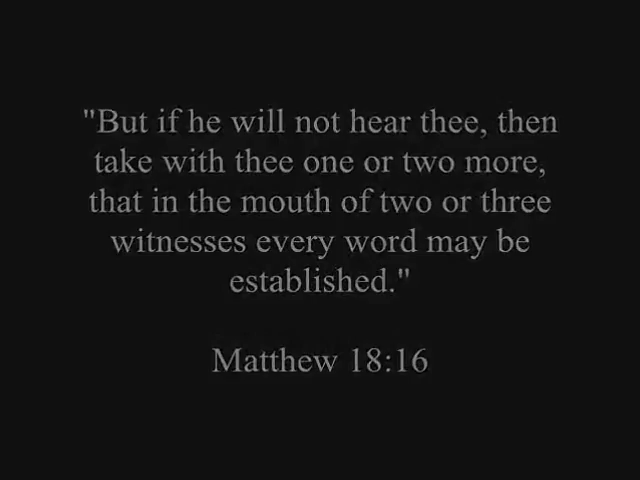 "But if he will not hear thee, then
take with thee one or two more,
that in the mouth of two or three
witnesses every word may be
established."
Matthew 18:16